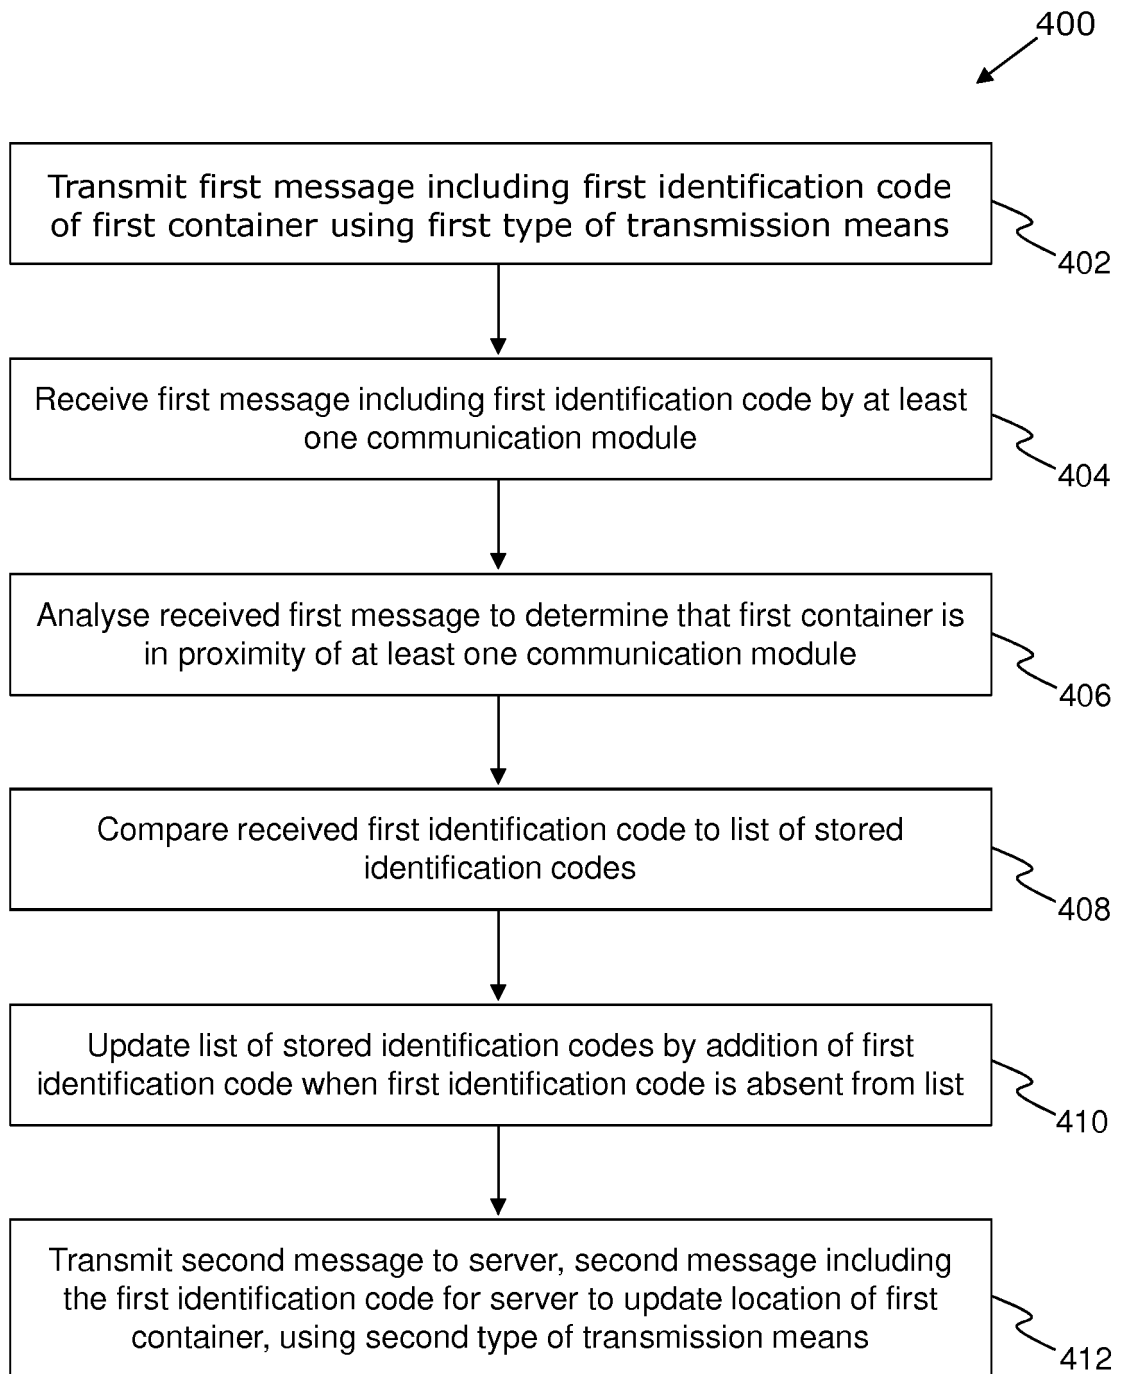 400
Transmit first message including first identification code
of first container using first type of transmission means
402
Receive first message including first identification code by at least
one communication module
404
Analyse received first message to determine that first container is
in proximity of at least one communication module
406
Compare received first identification code to list of stored
identification codes
408
Update list of stored identification codes by addition of first
identification code when first identification code is absent from list
410
Transmit second message to server, second message including
the first identification code for server to update location of first
container, using second type of transmission means
412